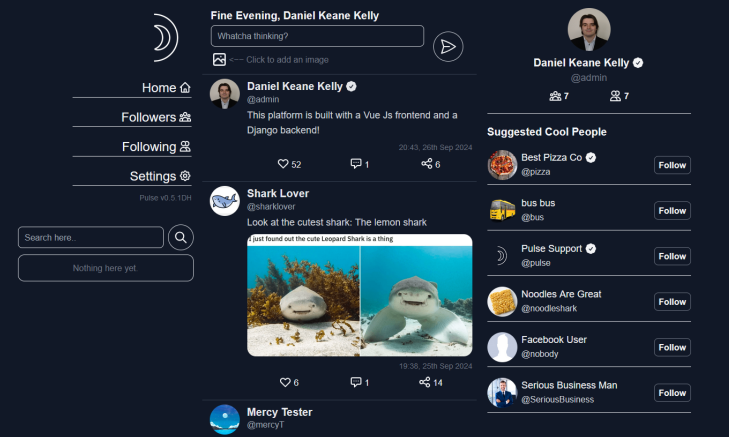 Home
Followers
Following
Settings
Pulse v0.5 1DH
Search here..
Nothing here yet.
Fine Evening, Daniel Keane Kelly
Whatcha thinking?
<-- Click to add an image
Daniel Keane Kelly
@admin
This platform is built with a Vue Js frontend and a
Django backend!
20:43, 26th Sep 2024
52 1 6
Shark Lover
@sharklover
Look at the cutest shark: The lemon shark
I just found out the cute Leopard Shark is a thing
19:38, 25th Sep 2024
6 1 14
Mercy Tester
@mercyT
Daniel Keane Kelly
@admin
7 7
Suggested Cool People
Best Pizza Co
@pizza
Follow
bus bus
@bus
Follow
Pulse Support
@pulse
Follow
Noodles Are Great
@noodleshark
Follow
Facebook User
@nobody
Follow
Serious Business Man
@SeriousBusiness
Follow